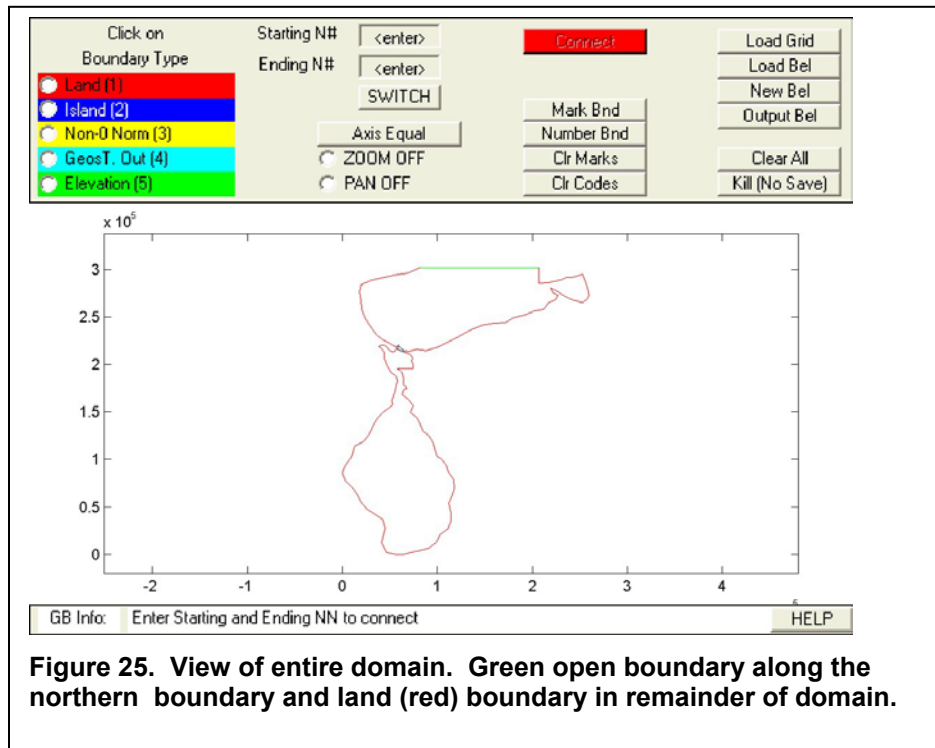 Click on
Boundary Type
Land (1)
Island (2)
Non-0 Norm (3)
GeosT. Out (4)
Elevation (5)
Starting N# <enter>
Ending N# <enter>
SWITCH
Axis Equal
ZOOM OFF
PAN OFF
Connect
Mark Bnd
Number Bnd
Clr Marks
Clr Codes
Load Grid
Load Bel
New Bel
Output Bel
Clear All
Kill (No Save)
x 10^5
3
2.5
2
1
1
0.5
0
-2 -1 0 1 2 3 4
GB Info: Enter Starting and Ending NN to connect HELP
Figure 25. View of entire domain. Green open boundary along the
northern boundary and land (red) boundary in remainder of domain.